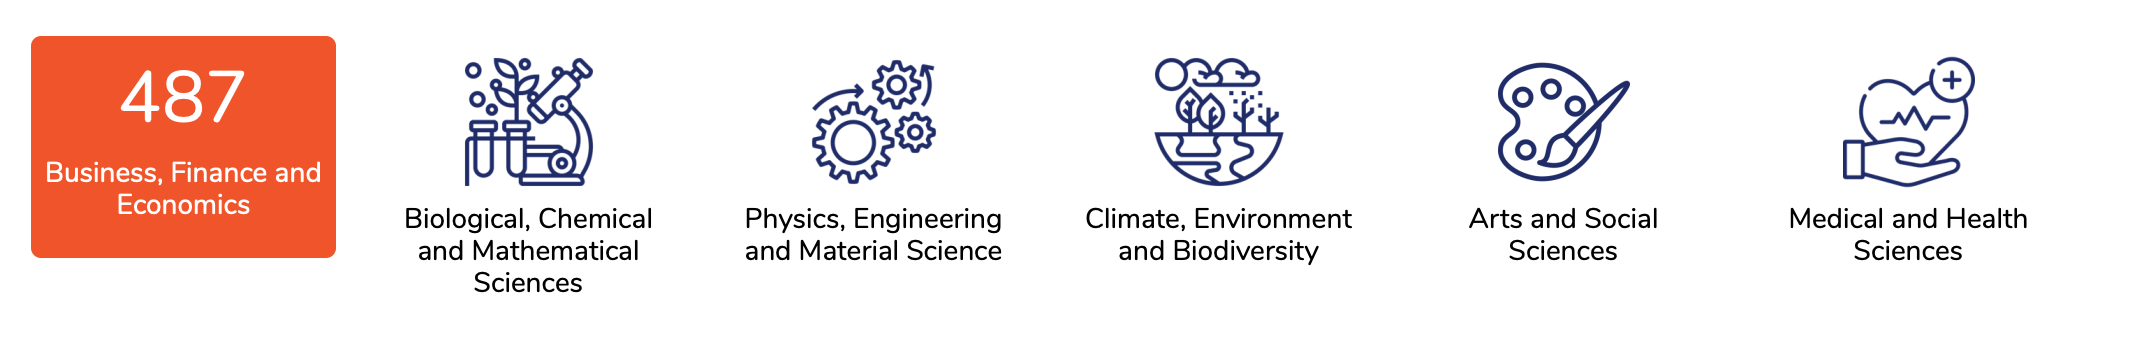 487
Business, Finance and
Economics
Biological, Chemical
and Mathematical
Sciences
Physics, Engineering
and Material Science
Climate, Environment
and Biodiversity
Arts and Social
Sciences
Medical and Health
Sciences